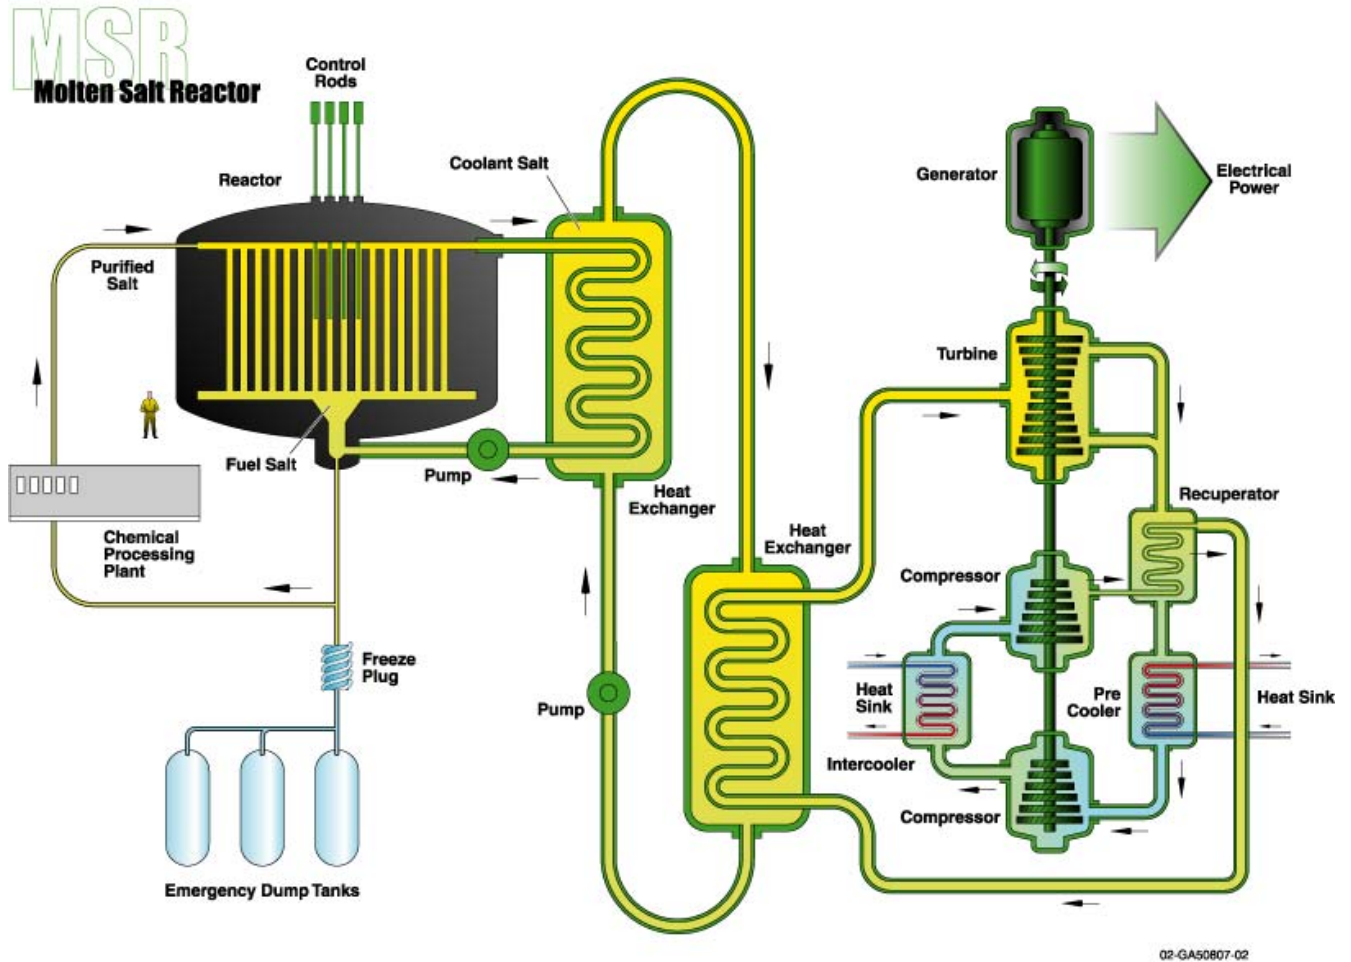 MSR
Molten Salt Reactor
Control
Rods
Reactor
Coolant Salt
Purified
Salt
Fuel Salt
Pump
Heat
Exchanger
Chemical
Processing
Plant
Freeze
Plug
Emergency Dump Tanks
Pump
Heat
Exchanger
Generator
Electrical
Power
Turbine
Recuperator
Compressor
Heat
Sink
Pre
Cooler
Heat Sink
Intercooler
Compressor
02-GA50807-02